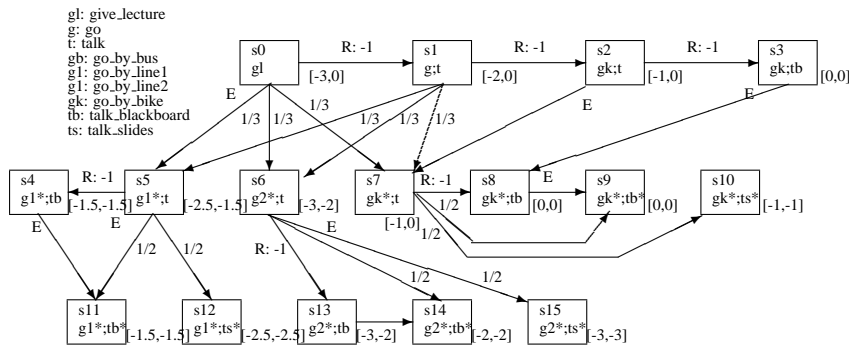 gl: give_lecture
g: go
t: talk
gb: go_by_bus
g1: go_by_line1
g1: go_by_line2
gk: go_by_bike
tb: talk_blackboard
ts: talk_slides
s0
gl
[-3,0]
R: -1
s1
g;t
[-2,0]
R: -1
s2
gk;t
[-1,0]
R: -1
s3
gk;tb
[0,0]
E
1/3
1/3
1/3
E
1/3
1/3
1/3
E
E
s4
g1*;tb
[-1.5,-1.5]
R: -1
s5
g1*;t
[-2.5,-1.5]
s6
g2*;t
[-3,-2]
s7
gk*;t
[-1,0]
R: -1
s8
gk*;tb
[0,0]
E
s9
gk*;tb*
[0,0]
s10
gk*;ts*
[-1,-1]
1/2
1/2
E
E
1/2
1/2
R: -1
E
1/2
1/2
s11
g1*;tb*
[-1.5,-1.5]
s12
g1*;ts*
[-2.5,-2.5]
s13
g2*;tb
[-3,-2]
s14
g2*;tb*
[-2,-2]
s15
g2*;ts*
[-3,-3]